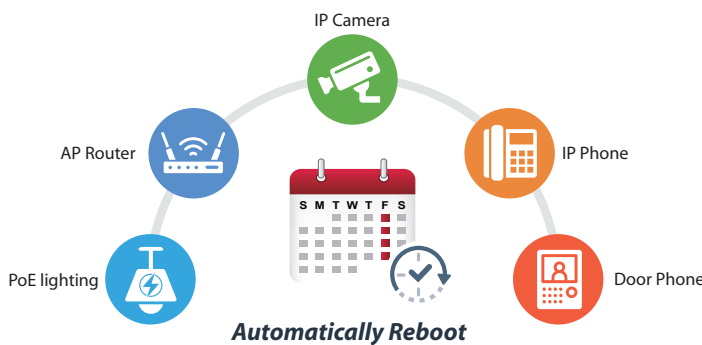 IP Camera
AP Router
IP Phone
S M T W T F S
PoE lighting
Door Phone
Automatically Reboot